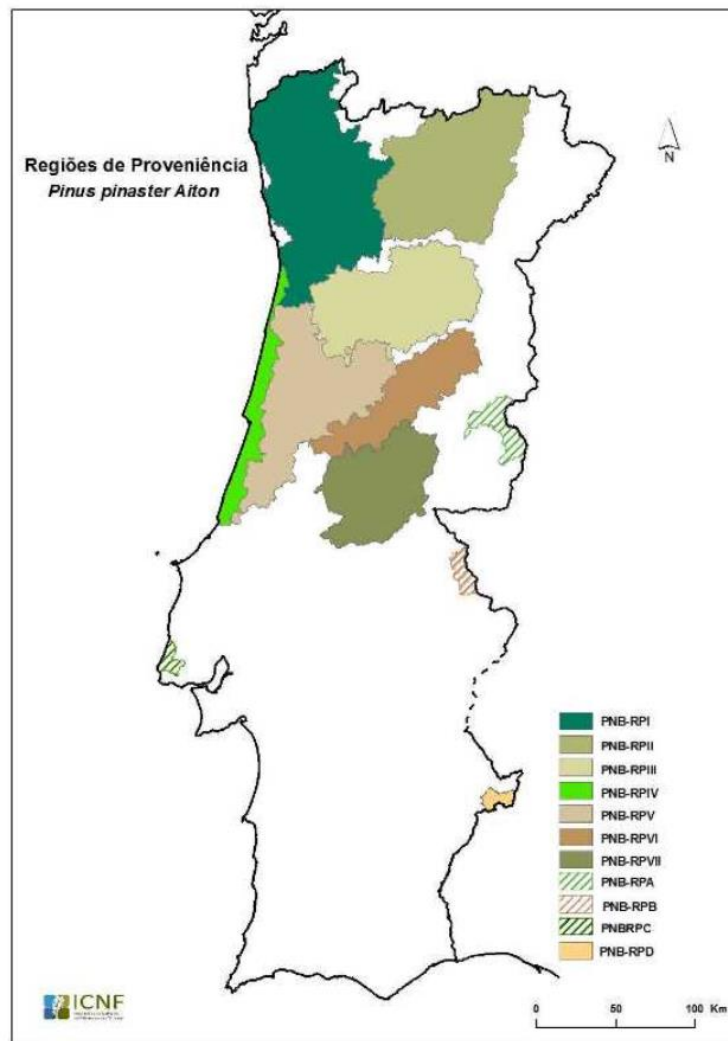 Regiões de Proveniência
Pinus pinaster Aiton
N
PNB-RPI
PNB-RPII
PNB-RPIII
PNB-RPIV
PNB-RPV
PNB-RPVI
PNB-RPVII
PNB-RPA
PNB-RPB
PNBRPC
PNB-RPD
ICNF
0 50 100 Km